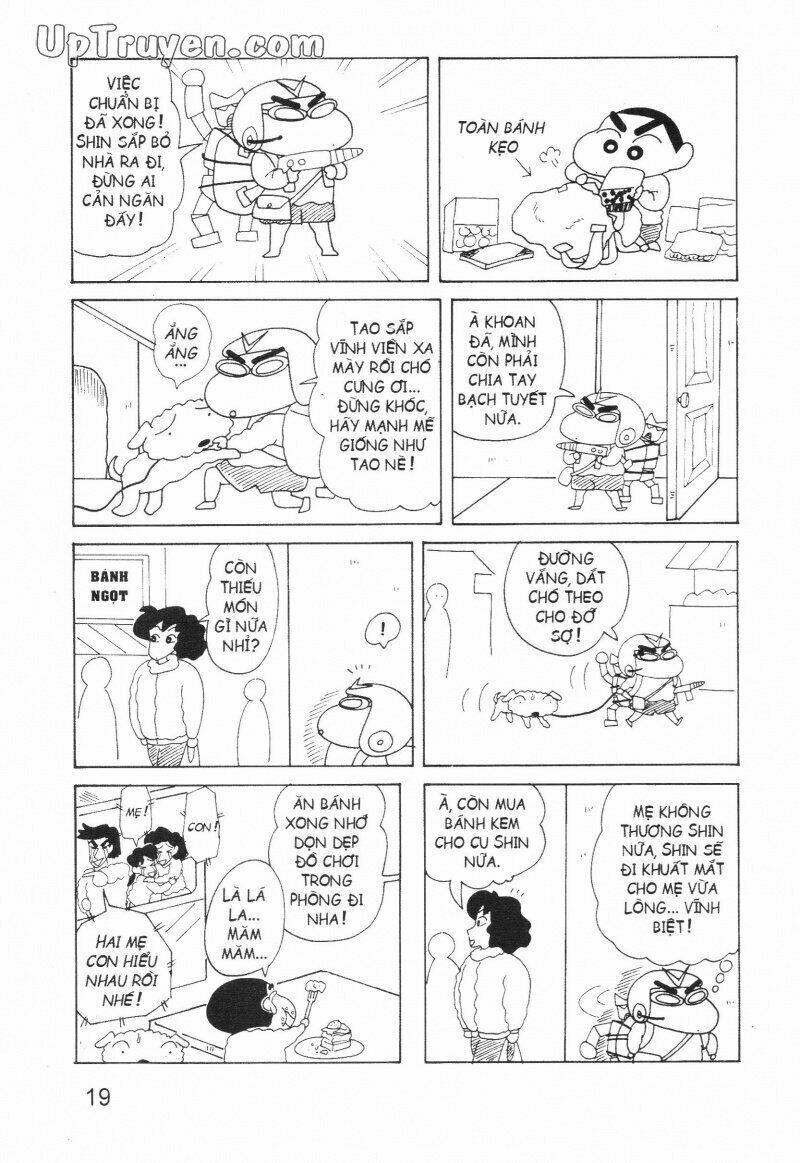 UpTruyen.com
TOÀN BÁNH
KẸO
VIỆC
CHUẨN BỊ
ĐÃ XONG!
SHIN SẮP BỎ
NHÀ RA ĐI,
ĐỪNG AI
CẢN NGĂN
ĐẤY!
À KHOAN
ĐÃ, MÌNH
CÒN PHẢI
CHIA TAY
BẠCH TUYẾT
NỮA.
TAO SẮP
VĨNH VIỄN XA
MÀY RỒI CHÓ
CƯNG ƠI...
ĐỪNG KHÓC,
HÃY MẠNH MẼ
GIỐNG NHƯ
TAO NÈ!
ẮNG
ẮNG
...
ĐƯỜNG
VẮNG, DẮT
CHÓ THEO
CHO ĐỠ
SỢ!
!
CÒN
THIẾU
MÓN
GÌ NỮA
NHỈ?
BÁNH
NGỌT
MẸ KHÔNG
THƯƠNG SHIN
NỮA, SHIN SẼ
ĐI KHUẤT MẮT
CHO MẸ VỪA
LÒNG... VĨNH
BIỆT!
À, CÒN MUA
BÁNH KEM
CHO CU SHIN
NỮA.
ĂN BÁNH
XONG NHỚ
DỌN DẸP
ĐỒ CHƠI
TRONG
PHÒNG ĐI
NHA!
LÀ LÁ
LA...
MĂM
MĂM...
CON!
MẸ!
HAI MẸ
CON HIỂU
NHAU RỒI
NHÉ!
19